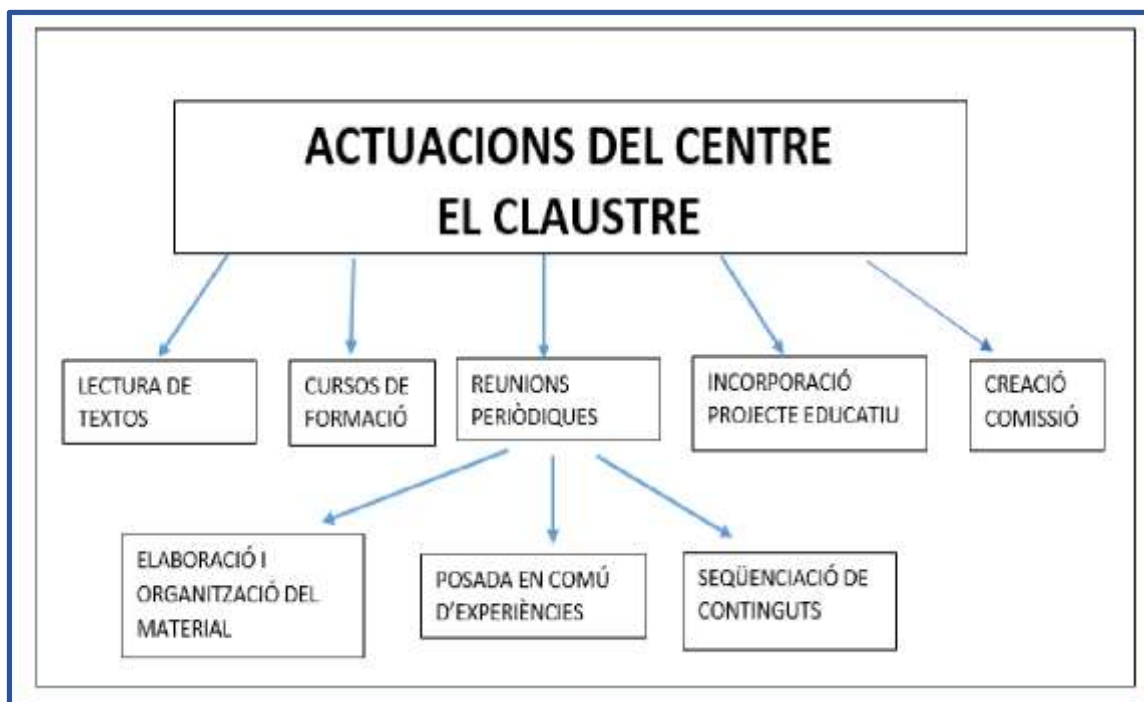 ACTUACIONS DEL CENTRE
EL CLAUSTRE
LECTURA DE
TEXTOS
CURSOS DE
FORMACIÓ
REUNIONS
PERIÒDIQUES
INCORPORACIÓ
PROJECTE EDUCATIU
CREACIÓ
COMISSIÓ
ELABORACIÓ I
ORGANITZACIÓ DEL
MATERIAL
POSADA EN COMÚ
D'EXPERIÈNCIES
SEQÜENCIACIÓ DE
CONTINGUTS